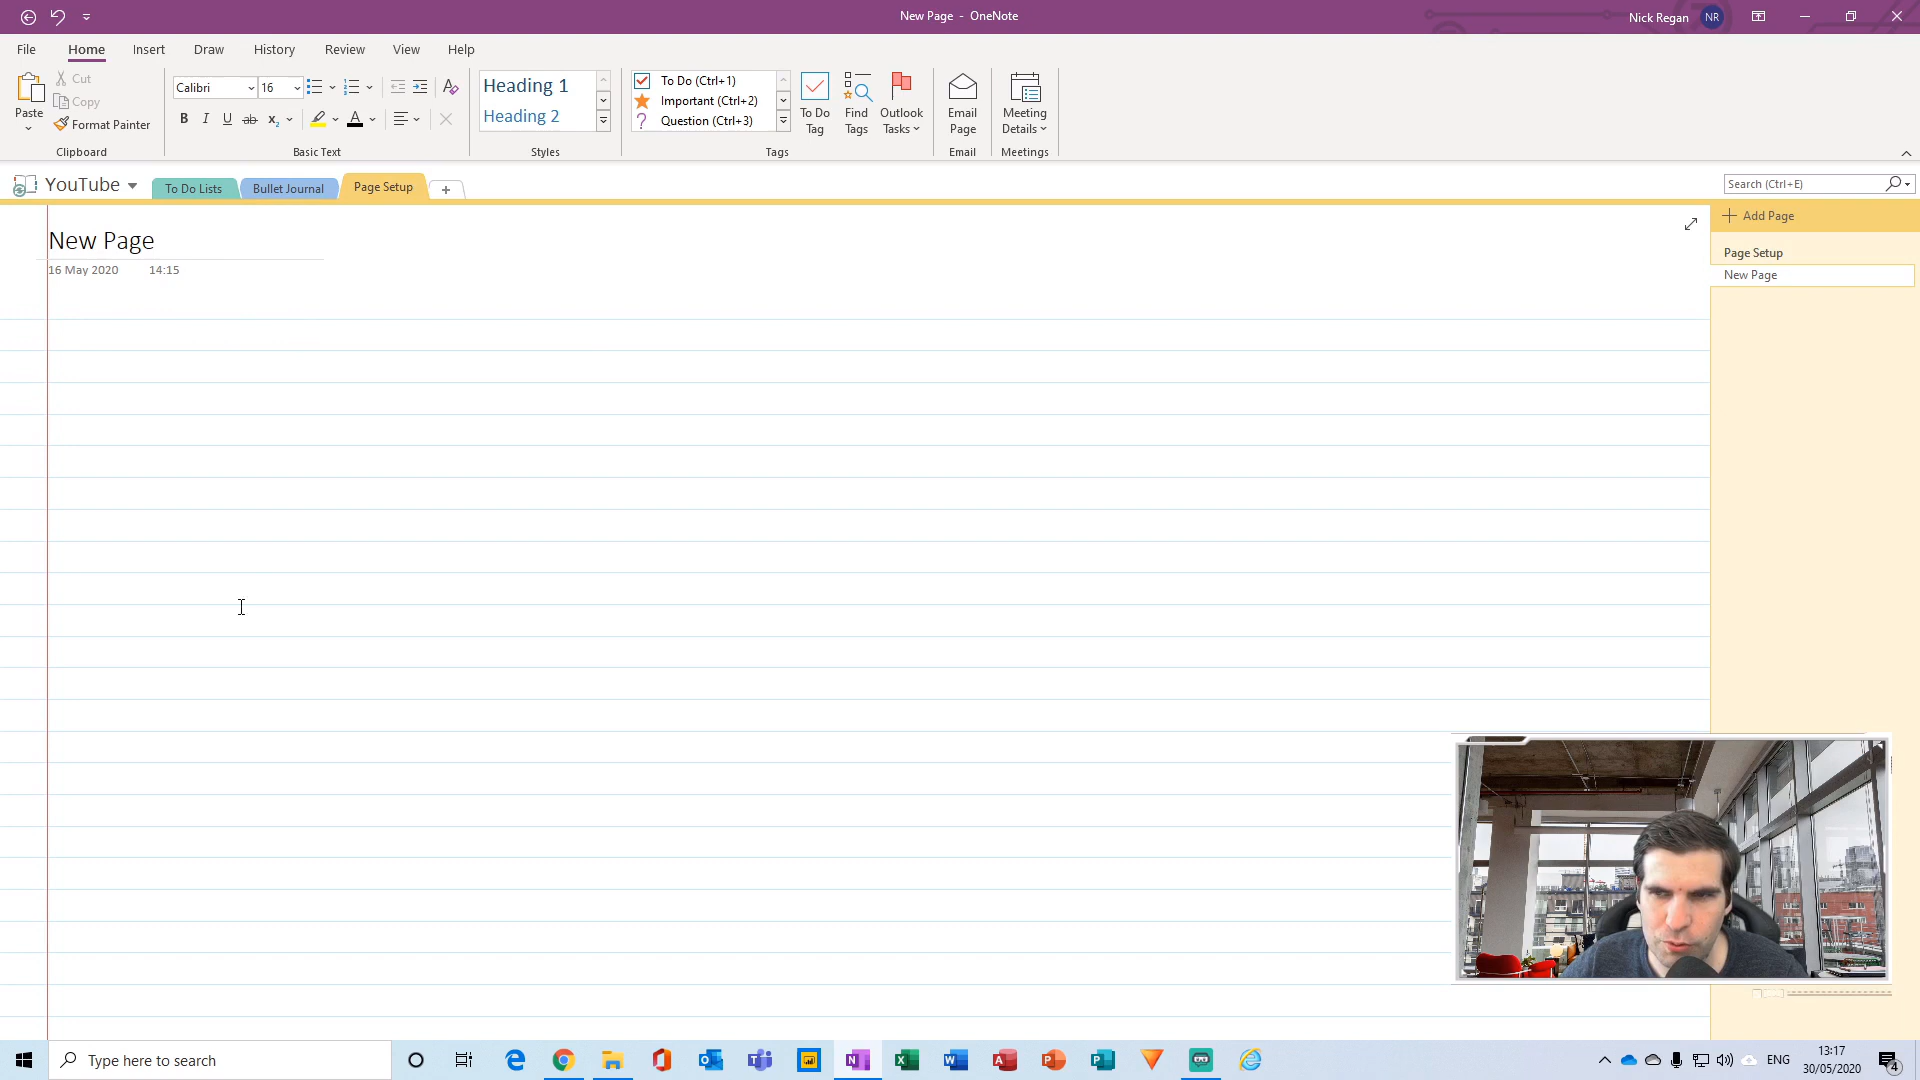 New Page - OneNote
Nick Regan NR
File Home Insert Draw History Review View Help
Paste
Cut
Copy
Format Painter
Clipboard
Calibri 16
B I U ab x₂ A
Basic Text
Heading 1
Heading 2
Styles
To Do (Ctrl+1)
Important (Ctrl+2)
Question (Ctrl+3)
To Do Tag
Find Tags
Outlook Tasks
Tags
Email Page
Email
Meeting Details
Meetings
YouTube
To Do Lists
Bullet Journal
Page Setup
Search (Ctrl+E)
Add Page
Page Setup
New Page
New Page
16 May 2020 14:15
Type here to search
ENG
13:17
30/05/2020
4